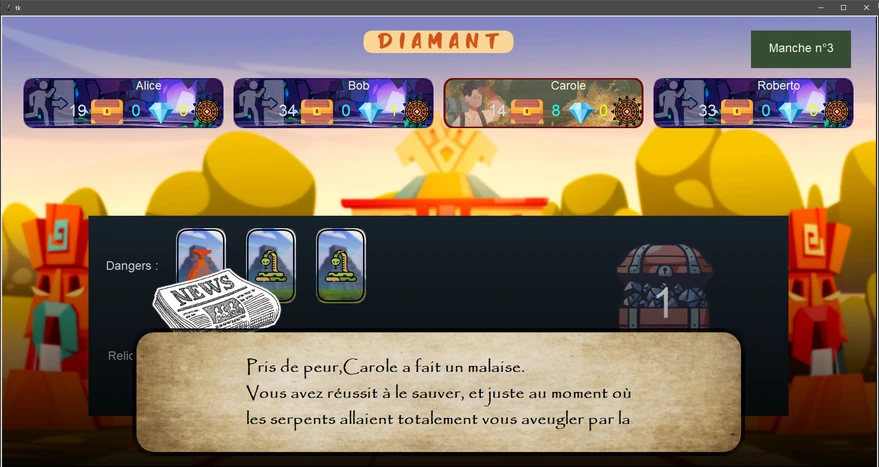 tk
DIAMANT
Manche n°3
Alice
19 0 0
Bob
34 0 1
Carole
14 8 0
Roberto
33 0 0
Dangers :
1
NEWS
Relic
Pris de peur,Carole a fait un malaise.
Vous avez réussit à le sauver, et juste au moment où
les serpents allaient totalement vous aveugler par la